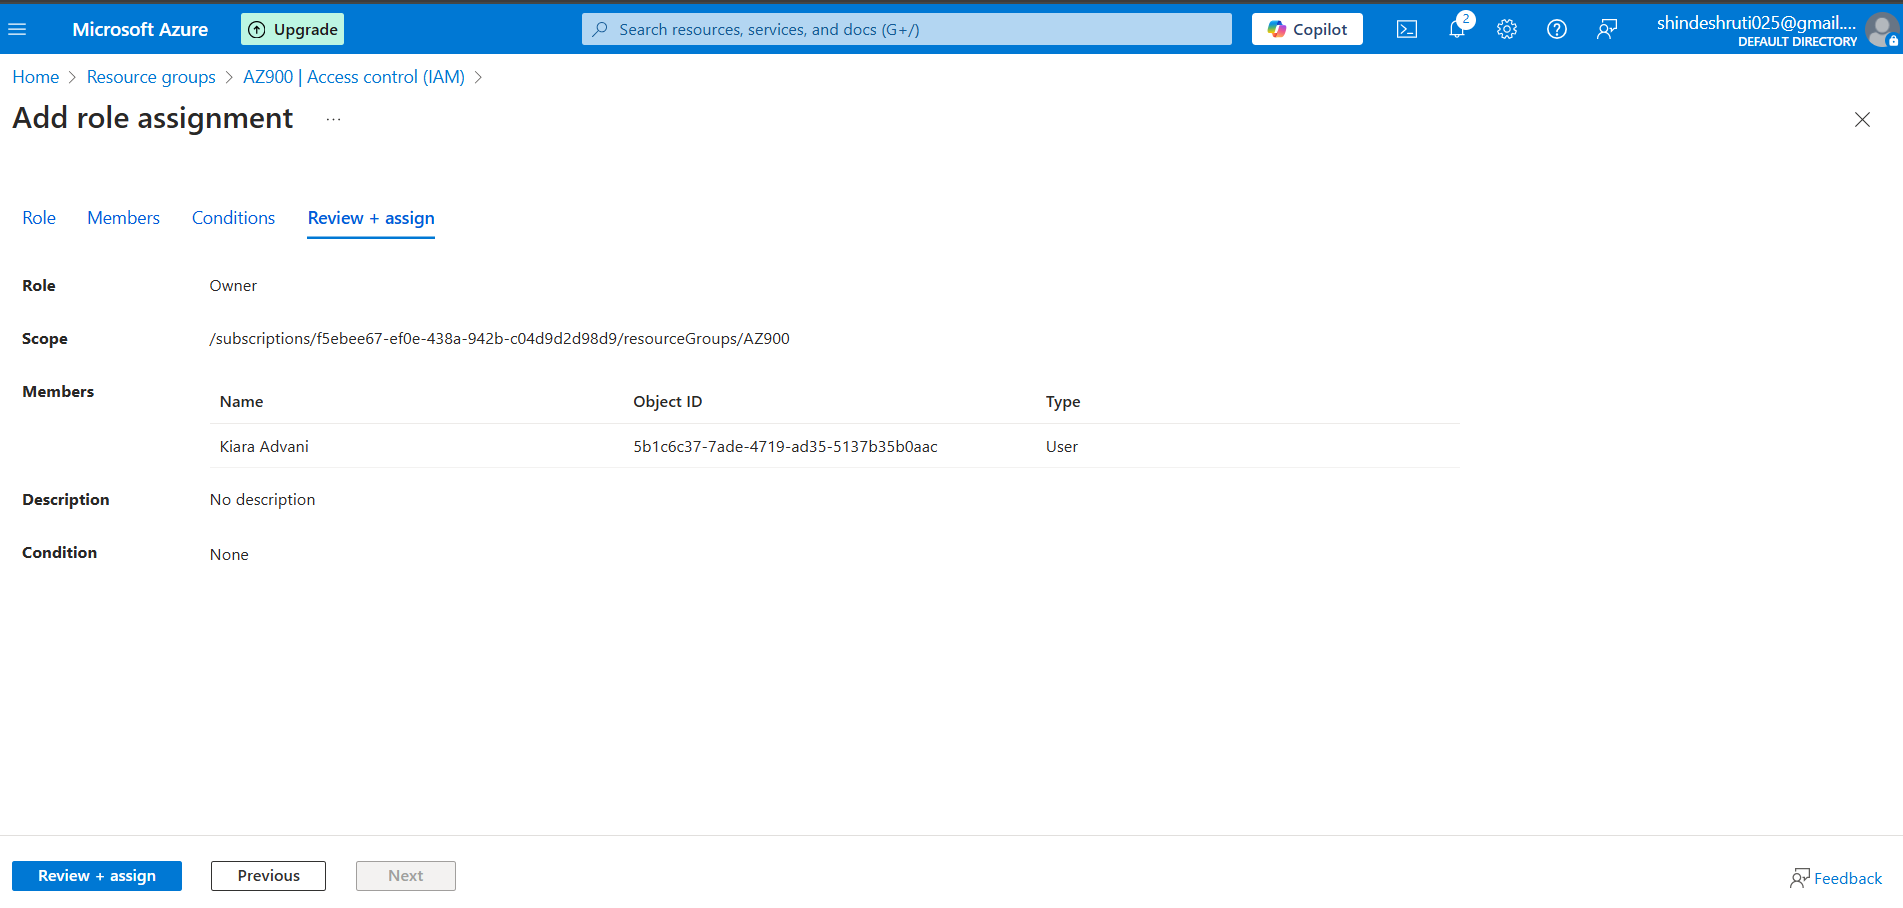 Microsoft Azure
Upgrade
Search resources, services, and docs (G+/)
Copilot
2
shindeshruti025@gmail....
DEFAULT DIRECTORY
Home > Resource groups > AZ900 | Access control (IAM) >
Add role assignment ...
Role Members Conditions Review + assign
Role Owner
Scope /subscriptions/f5ebee67-ef0e-438a-942b-c04d9d2d98d9/resourceGroups/AZ900
Members
Name Object ID Type
Kiara Advani 5b1c6c37-7ade-4719-ad35-5137b35b0aac User
Description No description
Condition None
Review + assign Previous Next
Feedback